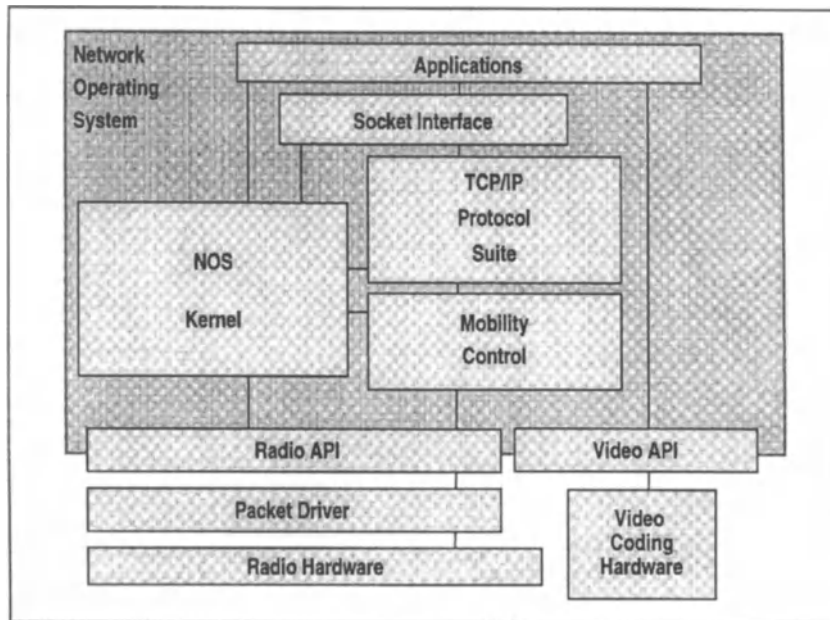 Network
Operating
System
Applications
Socket Interface
TCP/IP
Protocol
Suite
NOS
Kernel
Mobility
Control
Radio API
Video API
Packet Driver
Video
Coding
Hardware
Radio Hardware